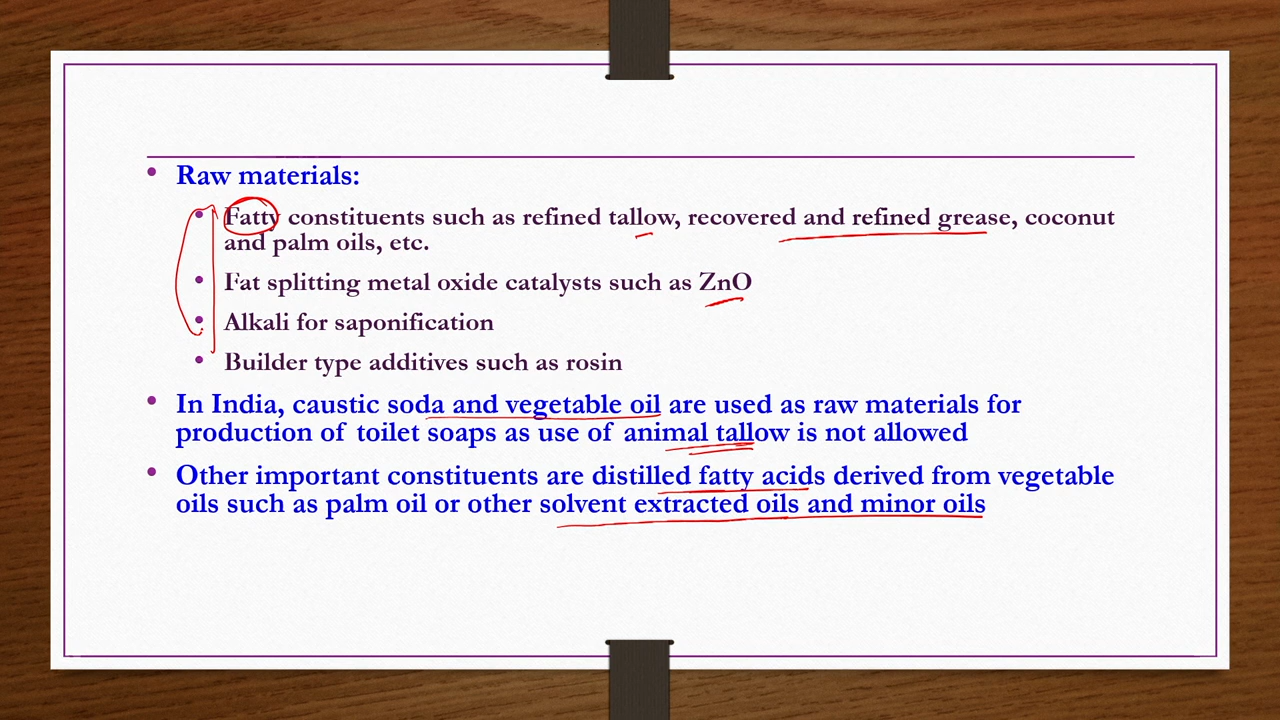 • Raw materials:
• Fatty constituents such as refined tallow, recovered and refined grease, coconut
and palm oils, etc.
• Fat splitting metal oxide catalysts such as ZnO
• Alkali for saponification
• Builder type additives such as rosin
• In India, caustic soda and vegetable oil are used as raw materials for
production of toilet soaps as use of animal tallow is not allowed
• Other important constituents are distilled fatty acids derived from vegetable
oils such as palm oil or other solvent extracted oils and minor oils